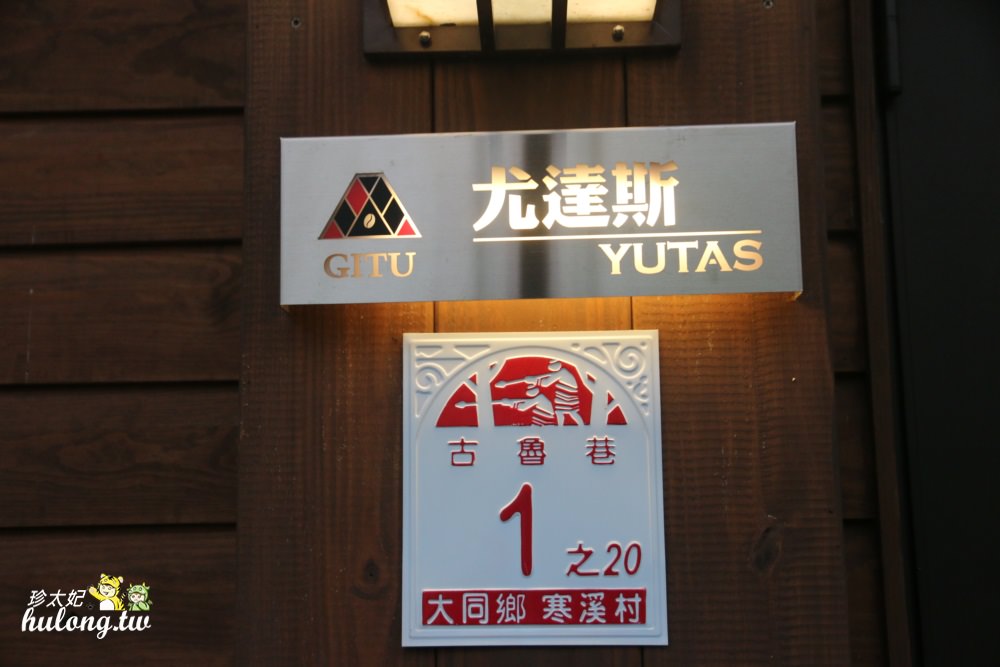 尤達斯
GITU
YUTAS
古魯巷
1之20
大同鄉 寒溪村
珍太妃
hulong.tw